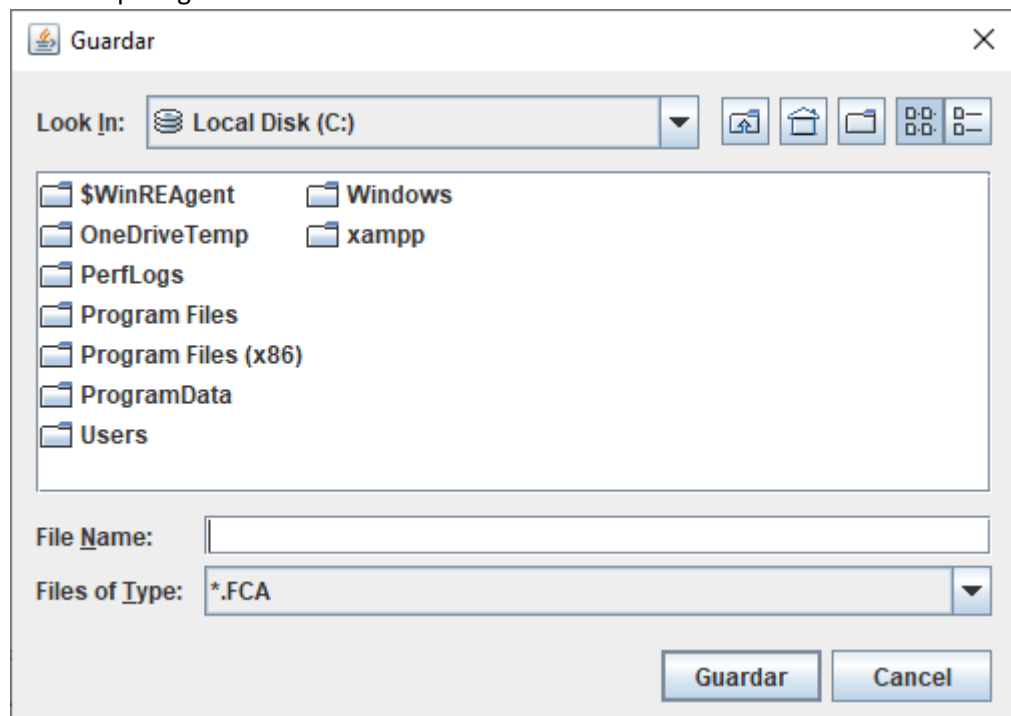 Guardar
Look In: Local Disk (C:)
$WinREAgent Windows
OneDriveTemp xampp
PerfLogs
Program Files
Program Files (x86)
ProgramData
Users
File Name:
Files of Type: *.FCA
Guardar Cancel